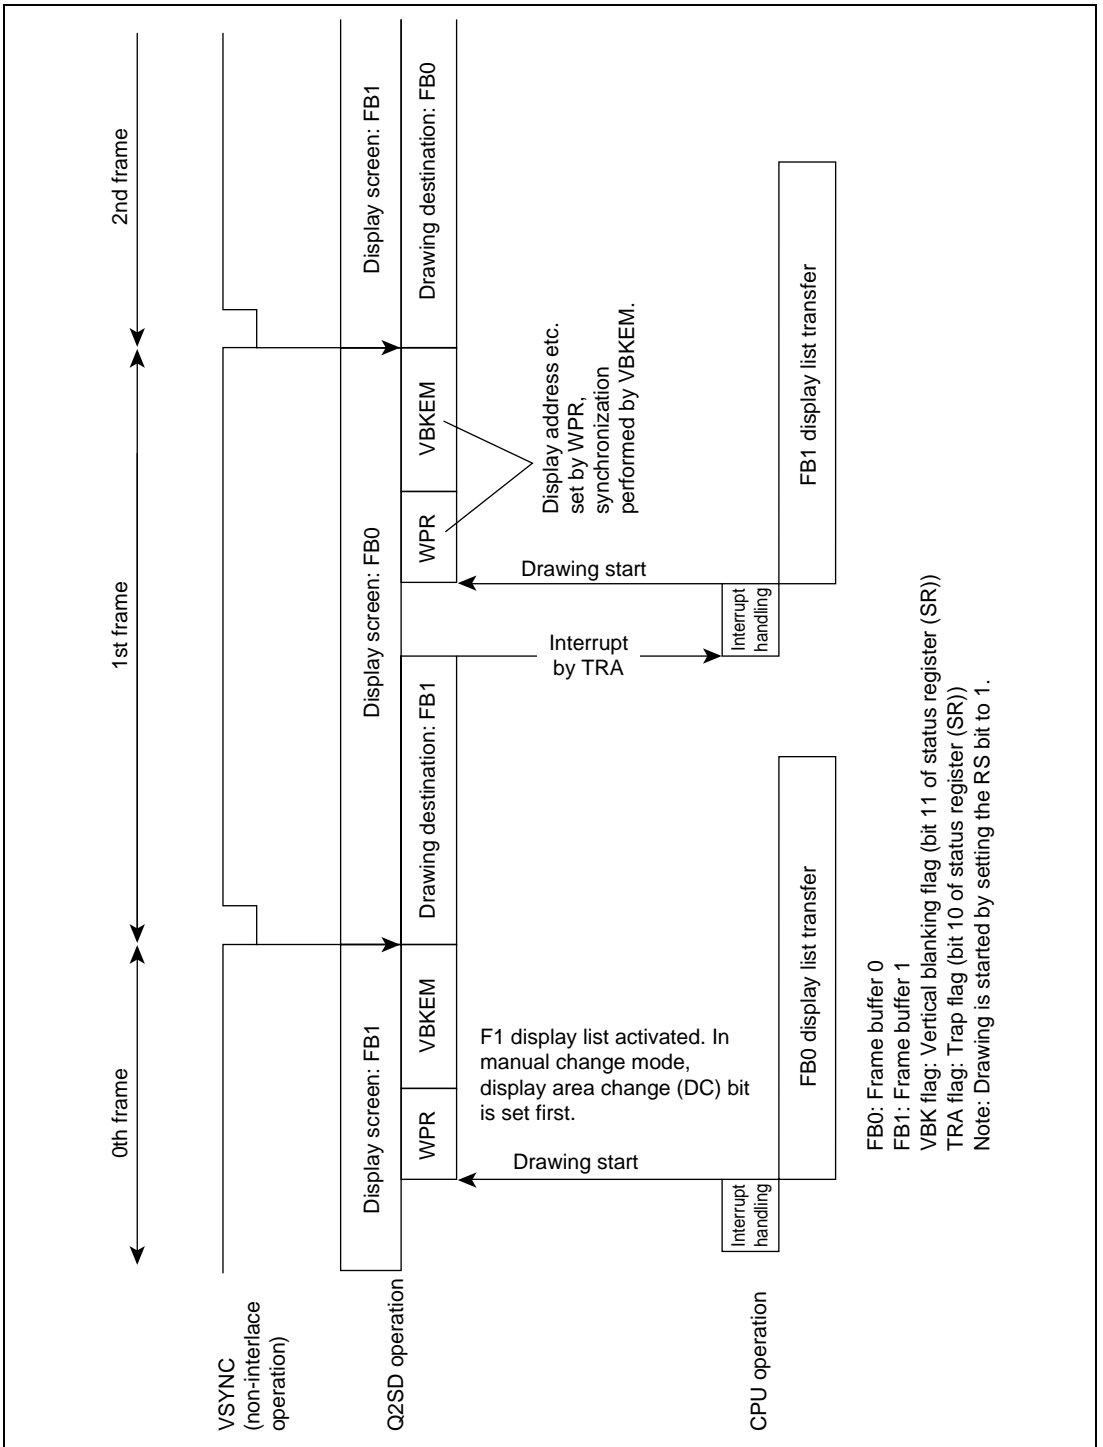 0th frame
1st frame
2nd frame
VSYNC
(non-interlace
operation)
Q2SD operation
Display screen: FB1
Display screen: FB0
Display screen: FB1
WPR
VBKEM
Drawing destination: FB1
WPR
VBKEM
Drawing destination: FB0
F1 display list activated. In
manual change mode,
display area change (DC) bit
is set first.
Display address etc.
set by WPR,
synchronization
performed by VBKEM.
Drawing start
Interrupt
by TRA
Drawing start
CPU operation
Interrupt
handling
Interrupt
handling
FB0 display list transfer
FB1 display list transfer
FB0: Frame buffer 0
FB1: Frame buffer 1
VBK flag: Vertical blanking flag (bit 11 of status register (SR))
TRA flag: Trap flag (bit 10 of status register (SR))
Note: Drawing is started by setting the RS bit to 1.